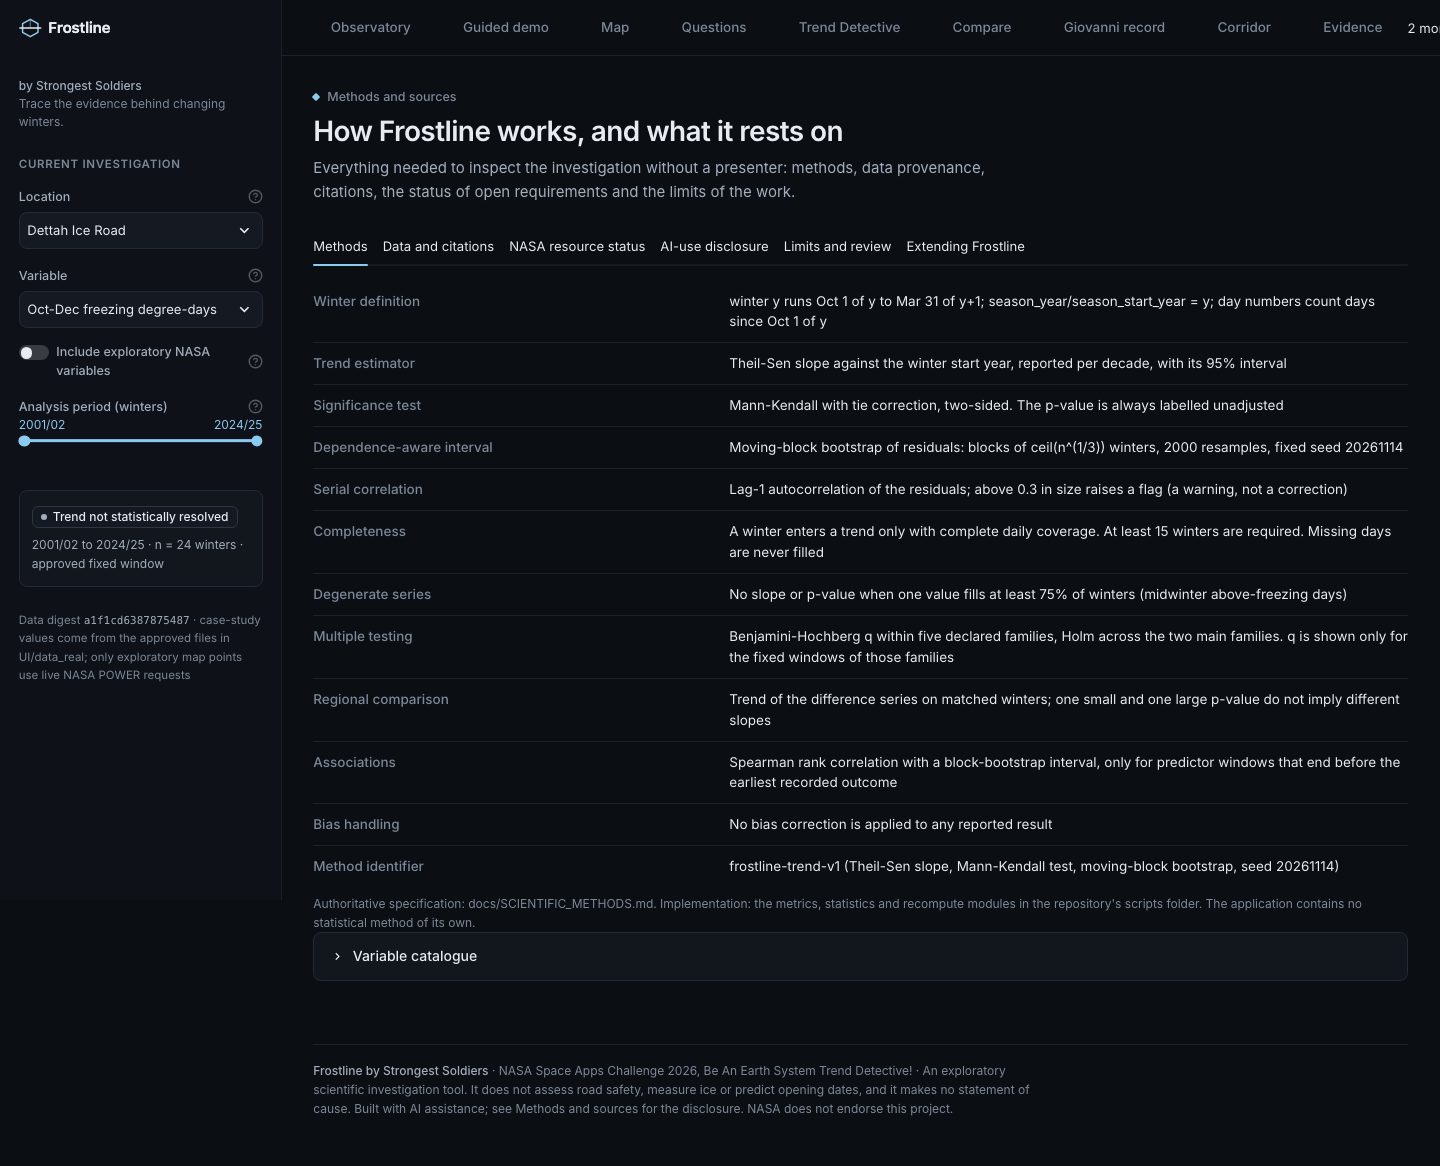 Frostline
Observatory
Guided demo
Map
Questions
Trend Detective
Compare
Giovanni record
Corridor
Evidence
by Strongest Soldiers
Trace the evidence behind changing
winters.
CURRENT INVESTIGATION
Location
Dettah Ice Road
Variable
Oct-Dec freezing degree-days
Include exploratory NASA
variables
Analysis period (winters)
2001/02 2024/25
Trend not statistically resolved
2001/02 to 2024/25 · n = 24 winters ·
approved fixed window
Data digest a1f1cd6387875487 · case-study
values come from the approved files in
UI/data_real; only exploratory map points
use live NASA POWER requests
Methods and sources
How Frostline works, and what it rests on
Everything needed to inspect the investigation without a presenter: methods, data provenance,
citations, the status of open requirements and the limits of the work.
Methods
Data and citations
NASA resource status
AI-use disclosure
Limits and review
Extending Frostline
Winter definition
winter y runs Oct 1 of y to Mar 31 of y+1; season_year/season_start_year = y; day numbers count days
since Oct 1 of y
Trend estimator
Theil-Sen slope against the winter start year, reported per decade, with its 95% interval
Significance test
Mann-Kendall with tie correction, two-sided. The p-value is always labelled unadjusted
Dependence-aware interval
Moving-block bootstrap of residuals: blocks of ceil(n^(1/3)) winters, 2000 resamples, fixed seed 20261114
Serial correlation
Lag-1 autocorrelation of the residuals; above 0.3 in size raises a flag (a warning, not a correction)
Completeness
A winter enters a trend only with complete daily coverage. At least 15 winters are required. Missing days
are never filled
Degenerate series
No slope or p-value when one value fills at least 75% of winters (midwinter above-freezing days)
Multiple testing
Benjamini-Hochberg q within five declared families, Holm across the two main families. q is shown only for
the fixed windows of those families
Regional comparison
Trend of the difference series on matched winters; one small and one large p-value do not imply different
slopes
Associations
Spearman rank correlation with a block-bootstrap interval, only for predictor windows that end before the
earliest recorded outcome
Bias handling
No bias correction is applied to any reported result
Method identifier
frostline-trend-v1 (Theil-Sen slope, Mann-Kendall test, moving-block bootstrap, seed 20261114)
Authoritative specification: docs/SCIENTIFIC_METHODS.md. Implementation: the metrics, statistics and recompute modules in the repository's scripts folder. The application contains no
statistical method of its own.
Variable catalogue
Frostline by Strongest Soldiers · NASA Space Apps Challenge 2026, Be An Earth System Trend Detective! · An exploratory
scientific investigation tool. It does not assess road safety, measure ice or predict opening dates, and it makes no statement of
cause. Built with AI assistance; see Methods and sources for the disclosure. NASA does not endorse this project.